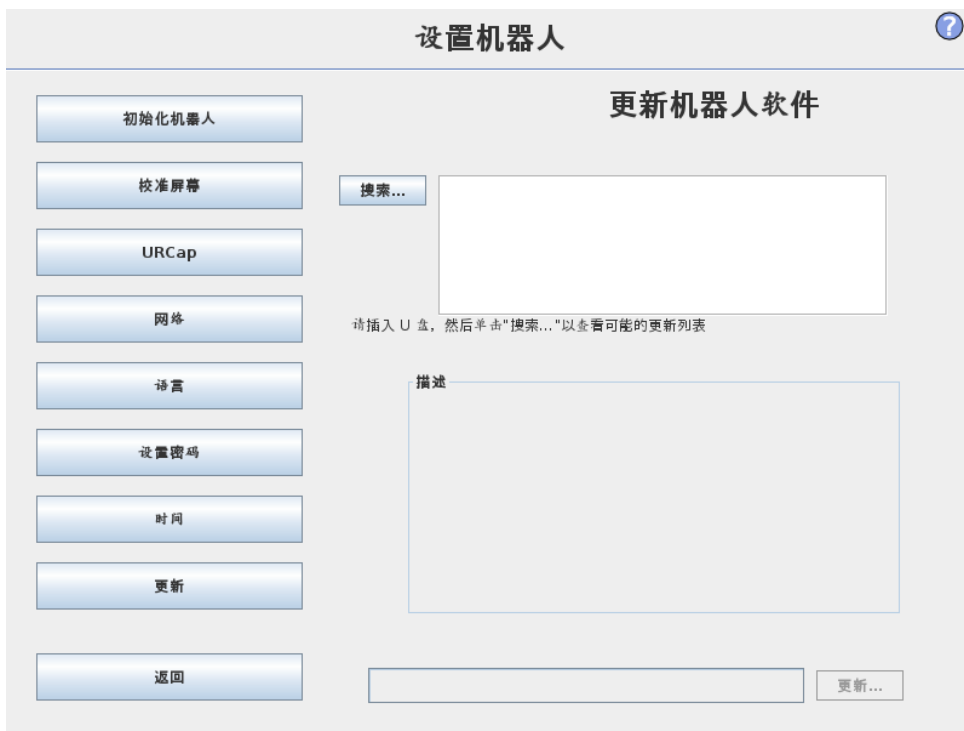 设置机器人
?
初始化机器人
校准屏幕
URCap
网络
语言
设置密码
时间
更新
返回
更新机器人软件
搜索...
请插入 U 盘，然后单击"搜索..."以查看可能的更新列表
描述
更新...